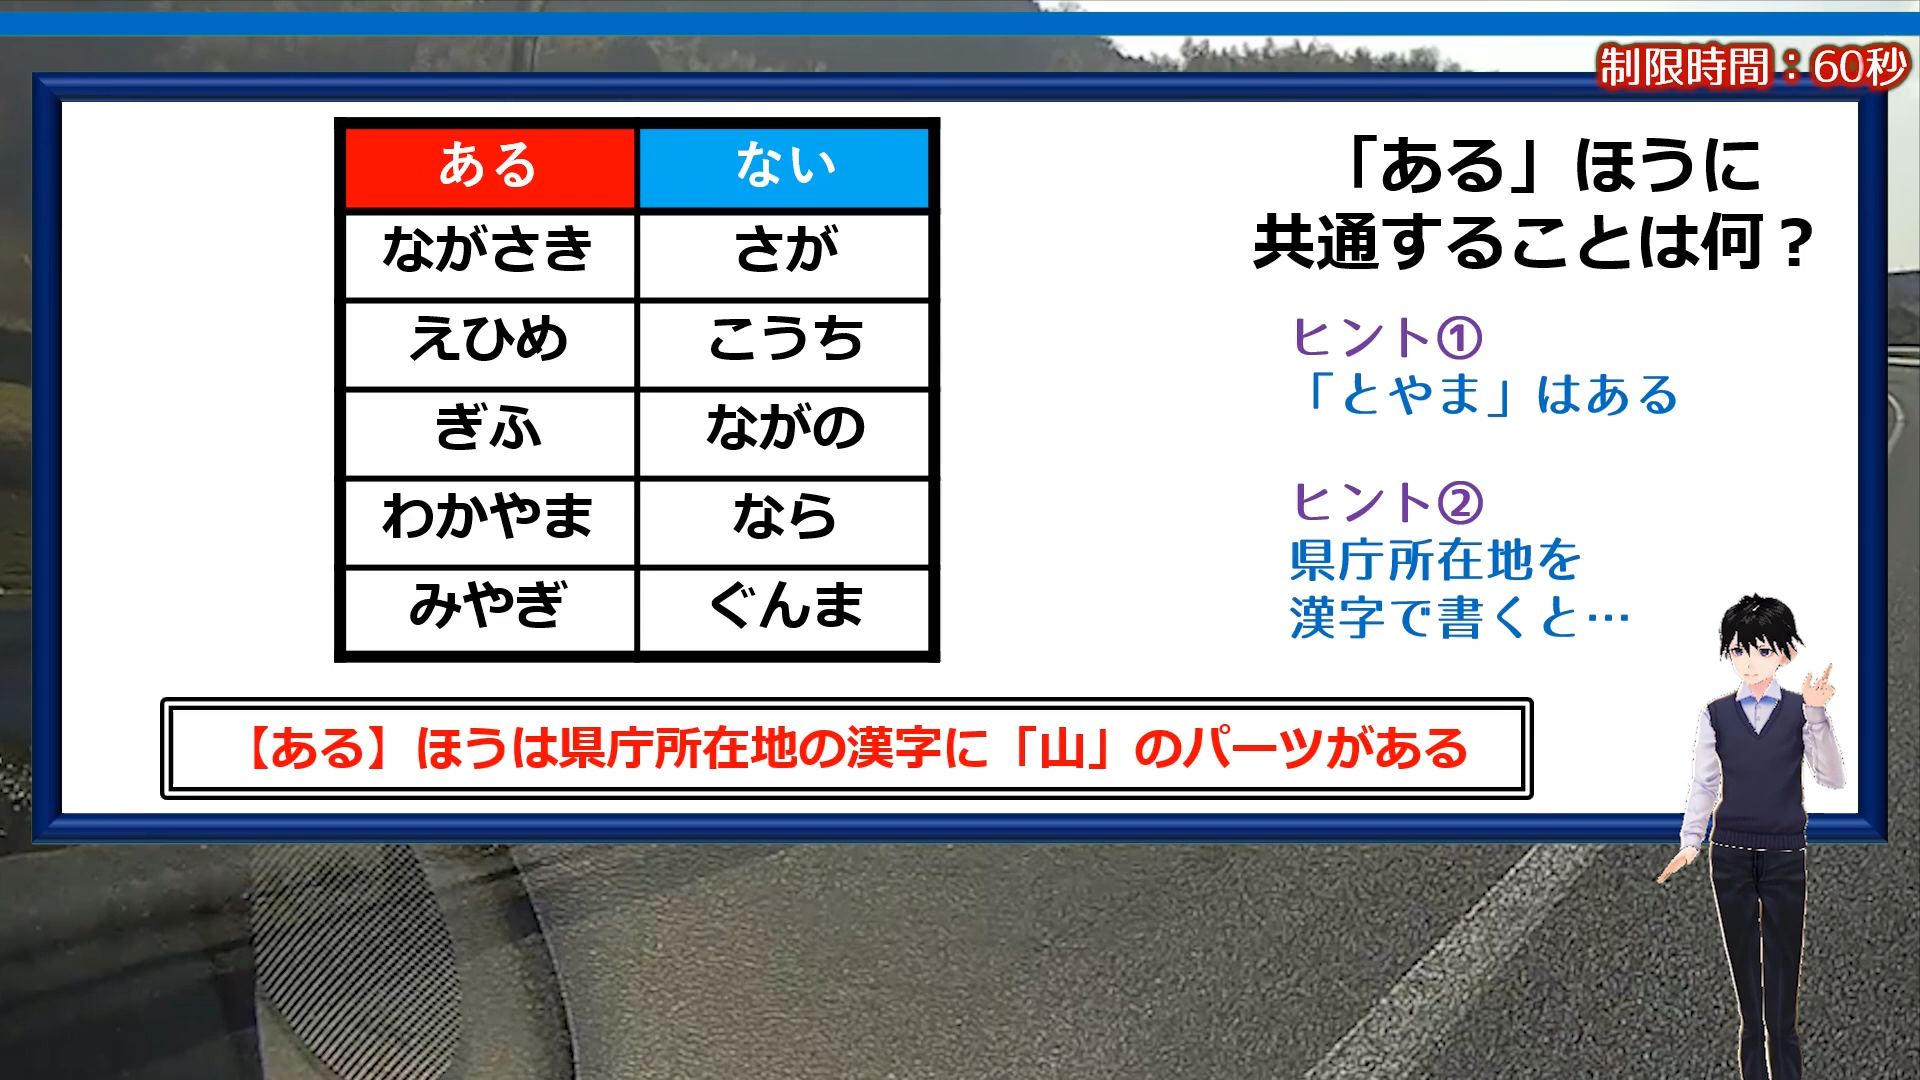 制限時間：60秒
ある ない
ながさき さが
えひめ こうち
ぎふ ながの
わかやま なら
みやぎ ぐんま
「ある」ほうに
共通することは何？
ヒント①
「とやま」はある
ヒント②
県庁所在地を
漢字で書くと…
【ある】ほうは県庁所在地の漢字に「山」のパーツがある